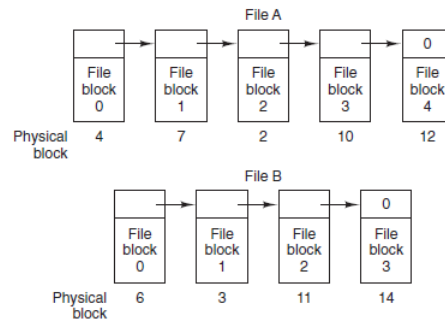 File A
0
File block 0
File block 1
File block 2
File block 3
File block 4
Physical block
4 7 2 10 12
File B
0
File block 0
File block 1
File block 2
File block 3
Physical block
6 3 11 14